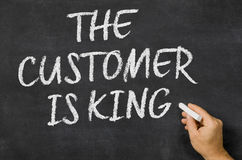 THE
CUSTOMER
IS KING